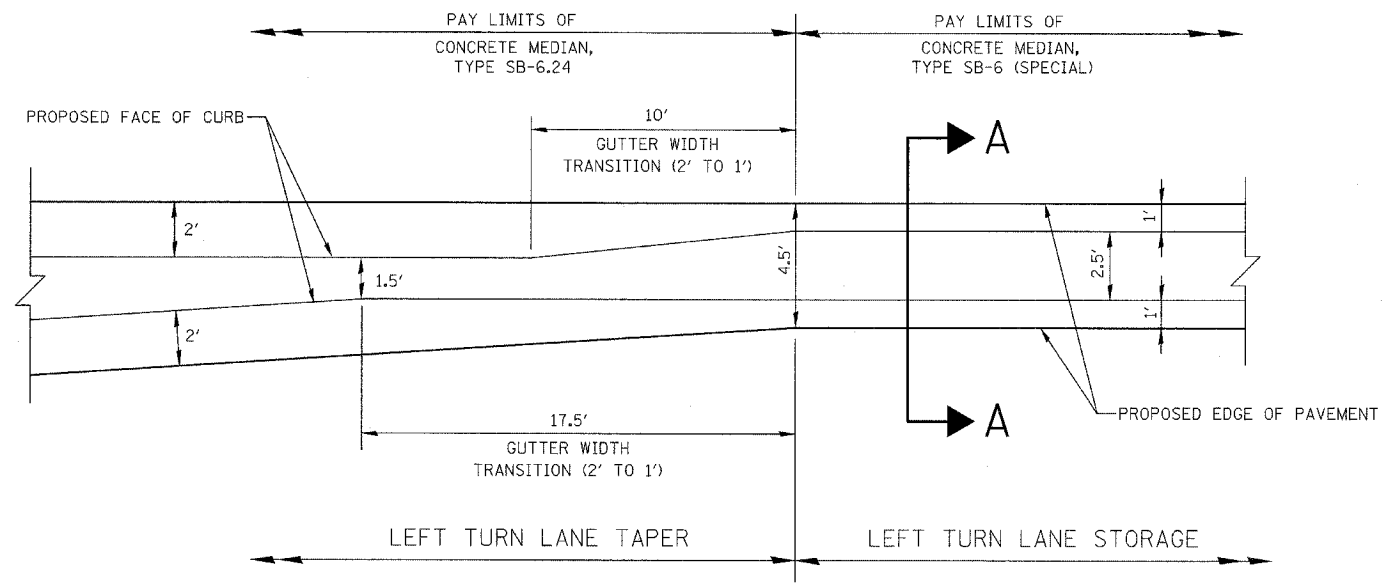 PAY LIMITS OF
CONCRETE MEDIAN,
TYPE SB-6.24
PAY LIMITS OF
CONCRETE MEDIAN,
TYPE SB-6 (SPECIAL)
PROPOSED FACE OF CURB
10'
GUTTER WIDTH
TRANSITION (2' TO 1')
A
2'
1.5'
4.5'
1'
2.5'
1'
2'
A
PROPOSED EDGE OF PAVEMENT
17.5'
GUTTER WIDTH
TRANSITION (2' TO 1')
LEFT TURN LANE TAPER
LEFT TURN LANE STORAGE